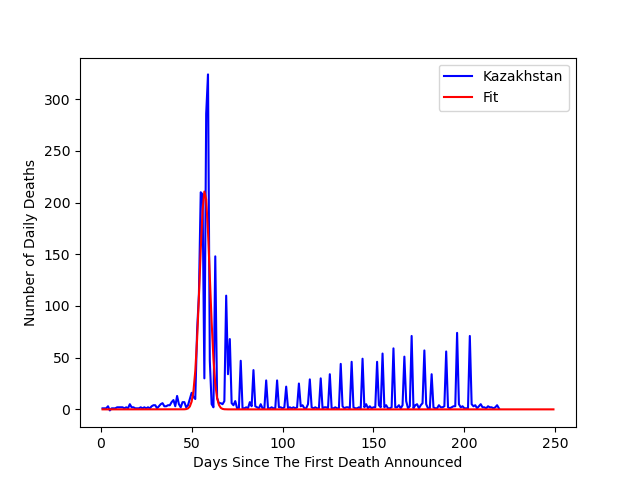 Kazakhstan
Fit
300
250
200
150
100
50
0
Number of Daily Deaths
0 50 100 150 200 250
Days Since The First Death Announced